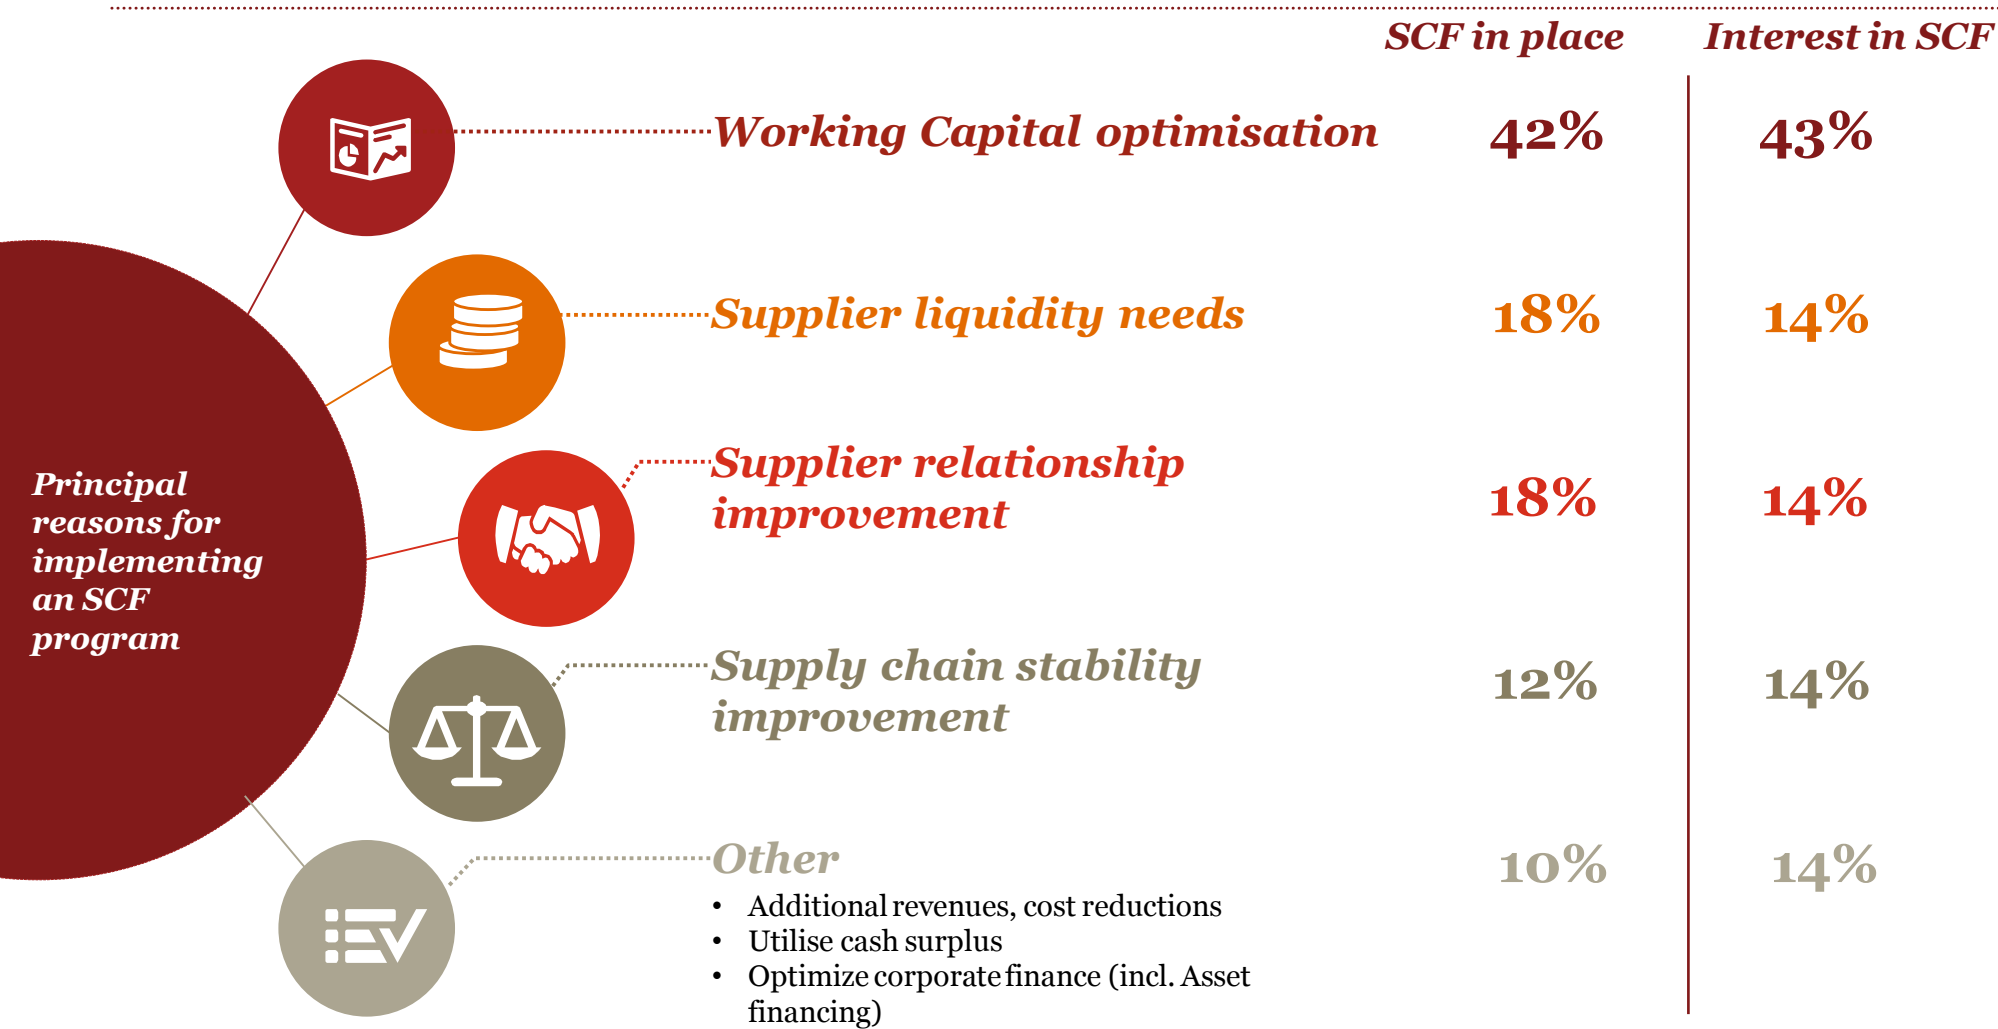 SCF in place
Interest in SCF
Working Capital optimisation
42%
43%
Supplier liquidity needs
18%
14%
Supplier relationship
improvement
18%
14%
Principal
reasons for
implementing
an SCF
program
Supply chain stability
improvement
12%
14%
Other
10%
14%
• Additional revenues, cost reductions
• Utilise cash surplus
• Optimize corporate finance (incl. Asset
financing)